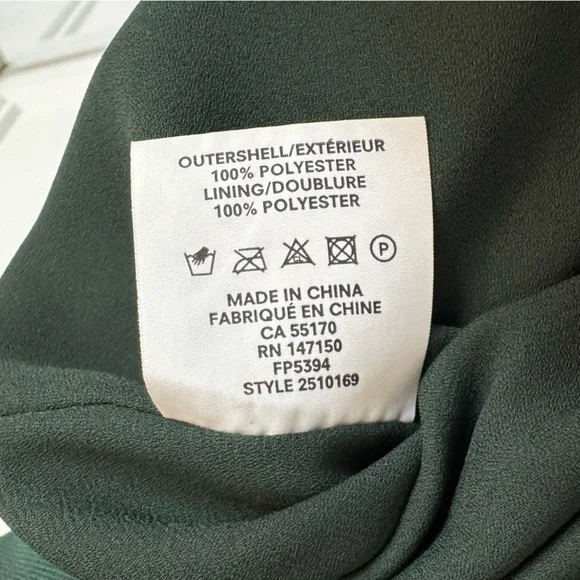 OUTERSHELL/EXTÉRIEUR
100% POLYESTER
LINING/DOUBLURE
100% POLYESTER
P
MADE IN CHINA
FABRIQUÉ EN CHINE
CA 55170
RN 147150
FP5394
STYLE 2510169